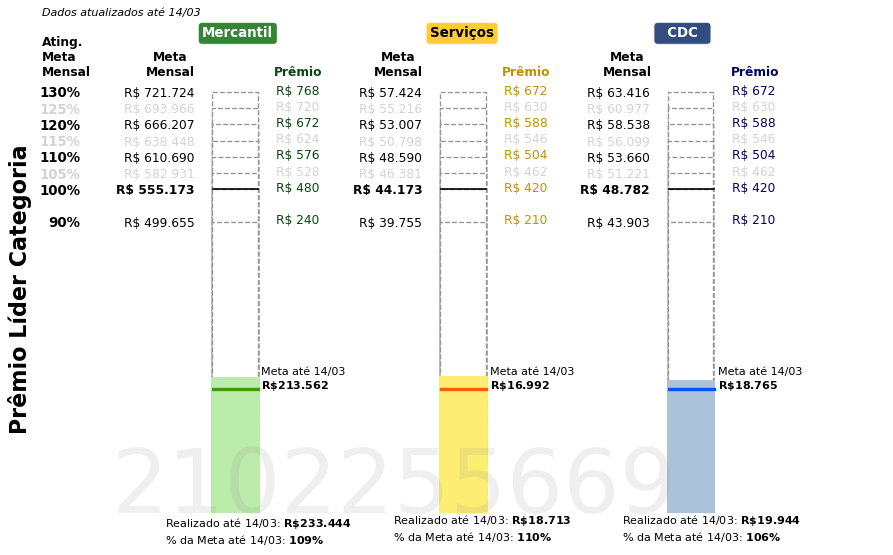 Dados atualizados até 14/03
Mercantil Serviços CDC
Ating. Meta Mensal Meta Mensal Prêmio Meta Mensal Prêmio Meta Mensal Prêmio
130% R$ 721.724 R$ 768 R$ 57.424 R$ 672 R$ 63.416 R$ 672
125% R$ 693.966 R$ 720 R$ 55.216 R$ 630 R$ 60.977 R$ 630
120% R$ 666.207 R$ 672 R$ 53.007 R$ 588 R$ 58.538 R$ 588
115% R$ 638.448 R$ 624 R$ 50.798 R$ 546 R$ 56.099 R$ 546
110% R$ 610.690 R$ 576 R$ 48.590 R$ 504 R$ 53.660 R$ 504
105% R$ 582.931 R$ 528 R$ 46.381 R$ 462 R$ 51.221 R$ 462
100% R$ 555.173 R$ 480 R$ 44.173 R$ 420 R$ 48.782 R$ 420
90% R$ 499.655 R$ 240 R$ 39.755 R$ 210 R$ 43.903 R$ 210
Prêmio Líder Categoria
Meta até 14/03 Meta até 14/03 Meta até 14/03
R$213.562 R$16.992 R$18.765
2102255669
Realizado até 14/03: R$233.444 Realizado até 14/03: R$18.713 Realizado até 14/03: R$19.944
% da Meta até 14/03: 109% % da Meta até 14/03: 110% % da Meta até 14/03: 106%